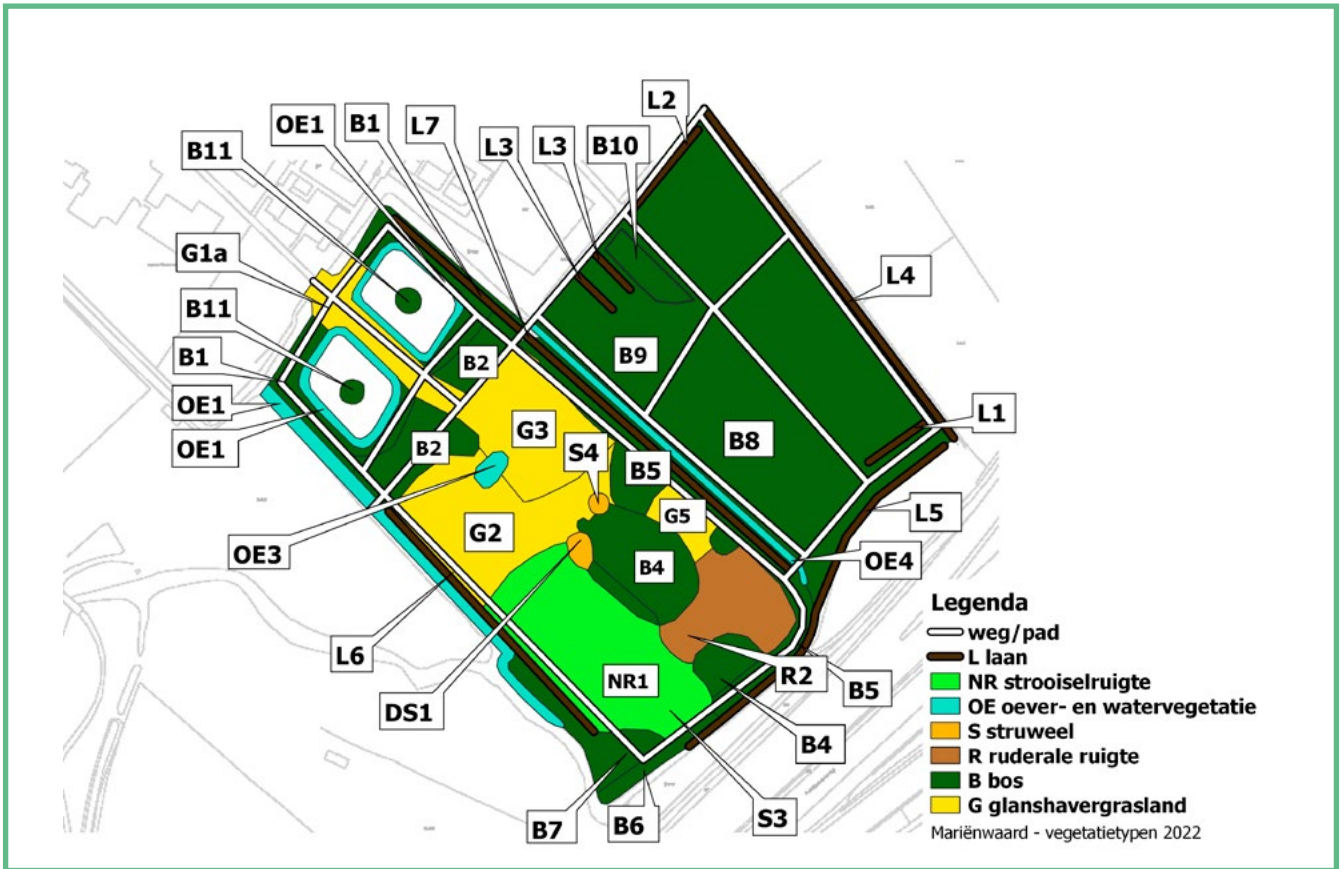 L2
OE1
B1
L7
L3
L3
B10
B11
G1a
L4
B11
B1
B2
B9
OE1
L1
G3
B8
OE1
B2
S4
B5
G5
L5
G2
OE3
B4
OE4
L6
NR1
R2
B5
DS1
B4
S3
B7
B6
Legenda
weg/pad
L laan
NR strooiselruigte
OE oever- en watervegetatie
S struweel
R ruderale ruigte
B bos
G glanshavergrasland
Mariënwaard - vegetatietypen 2022